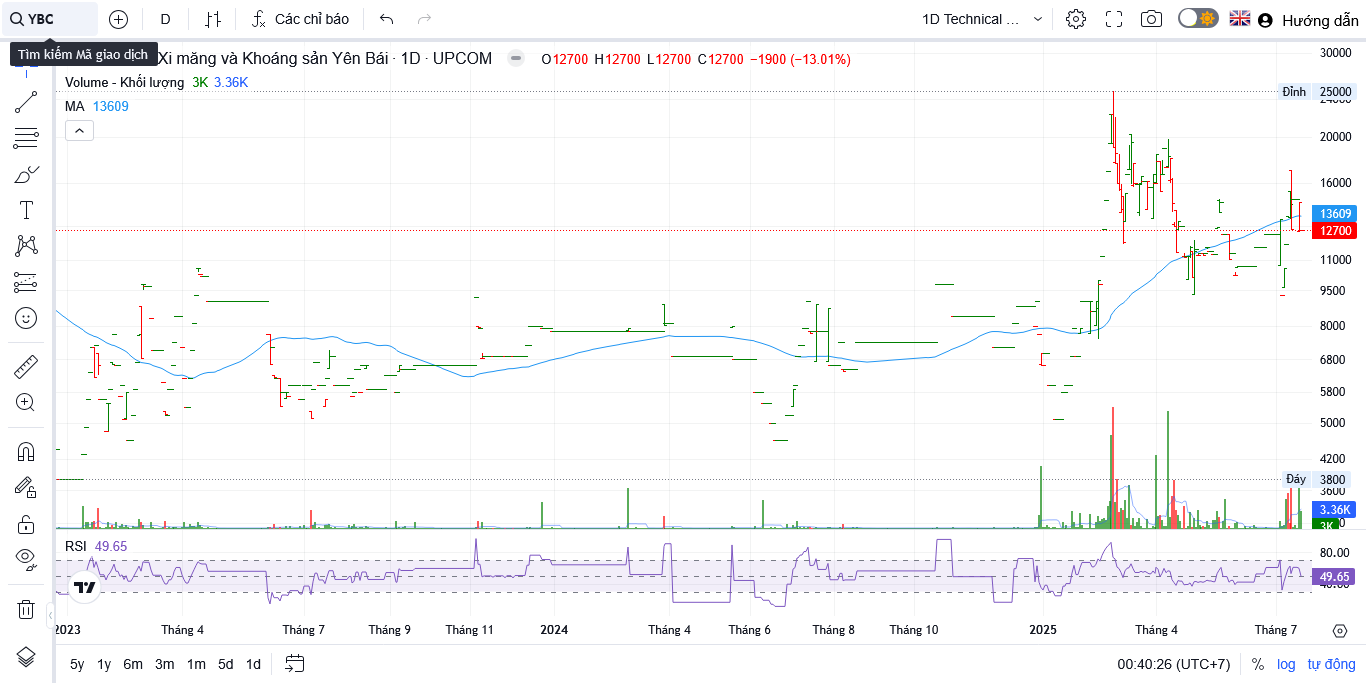 YBC
D
Các chỉ báo
1D Technical ...
Hướng dẫn
Tìm kiếm Mã giao dịch
Xi măng và Khoáng sản Yên Bái · 1D · UPCOM
O12700 H12700 L12700 C12700 −1900 (−13.01%)
Volume - Khối lượng 3K 3.36K
MA 13609
30000
Đỉnh 25000
20000
16000
13609
12700
11000
9500
8000
6800
5800
5000
4200
Đáy 3800
3600
3.36K
3K
RSI 49.65
80.00
49.65
2023 Tháng 4 Tháng 7 Tháng 9 Tháng 11 2024 Tháng 4 Tháng 6 Tháng 8 Tháng 10 2025 Tháng 4 Tháng 7
5y 1y 6m 3m 1m 5d 1d
00:40:26 (UTC+7) % log tự động